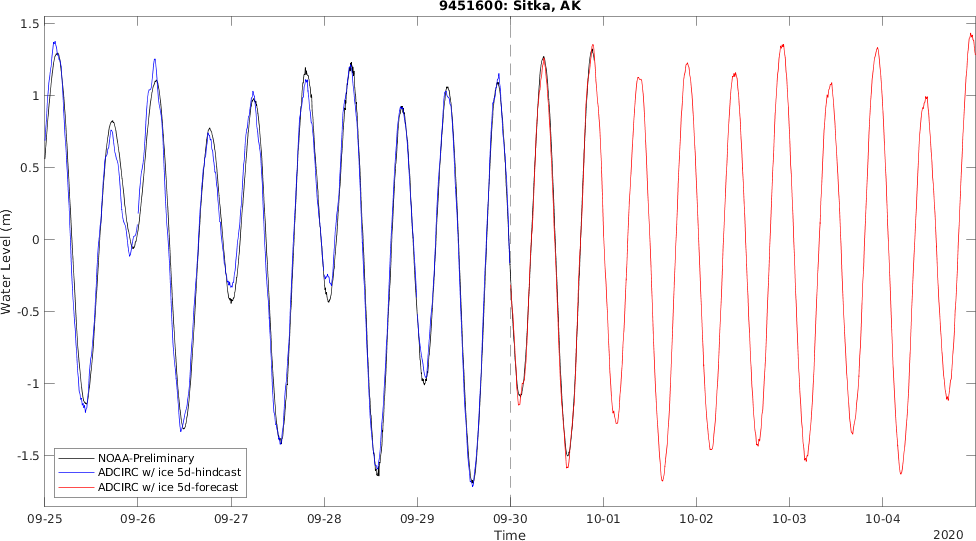 9451600: Sitka, AK
1.5
1
0.5
0
-0.5
-1
-1.5
Water Level (m)
NOAA-Preliminary
ADCIRC w/ ice 5d-hindcast
ADCIRC w/ ice 5d-forecast
09-25 09-26 09-27 09-28 09-29 09-30 10-01 10-02 10-03 10-04
Time
2020